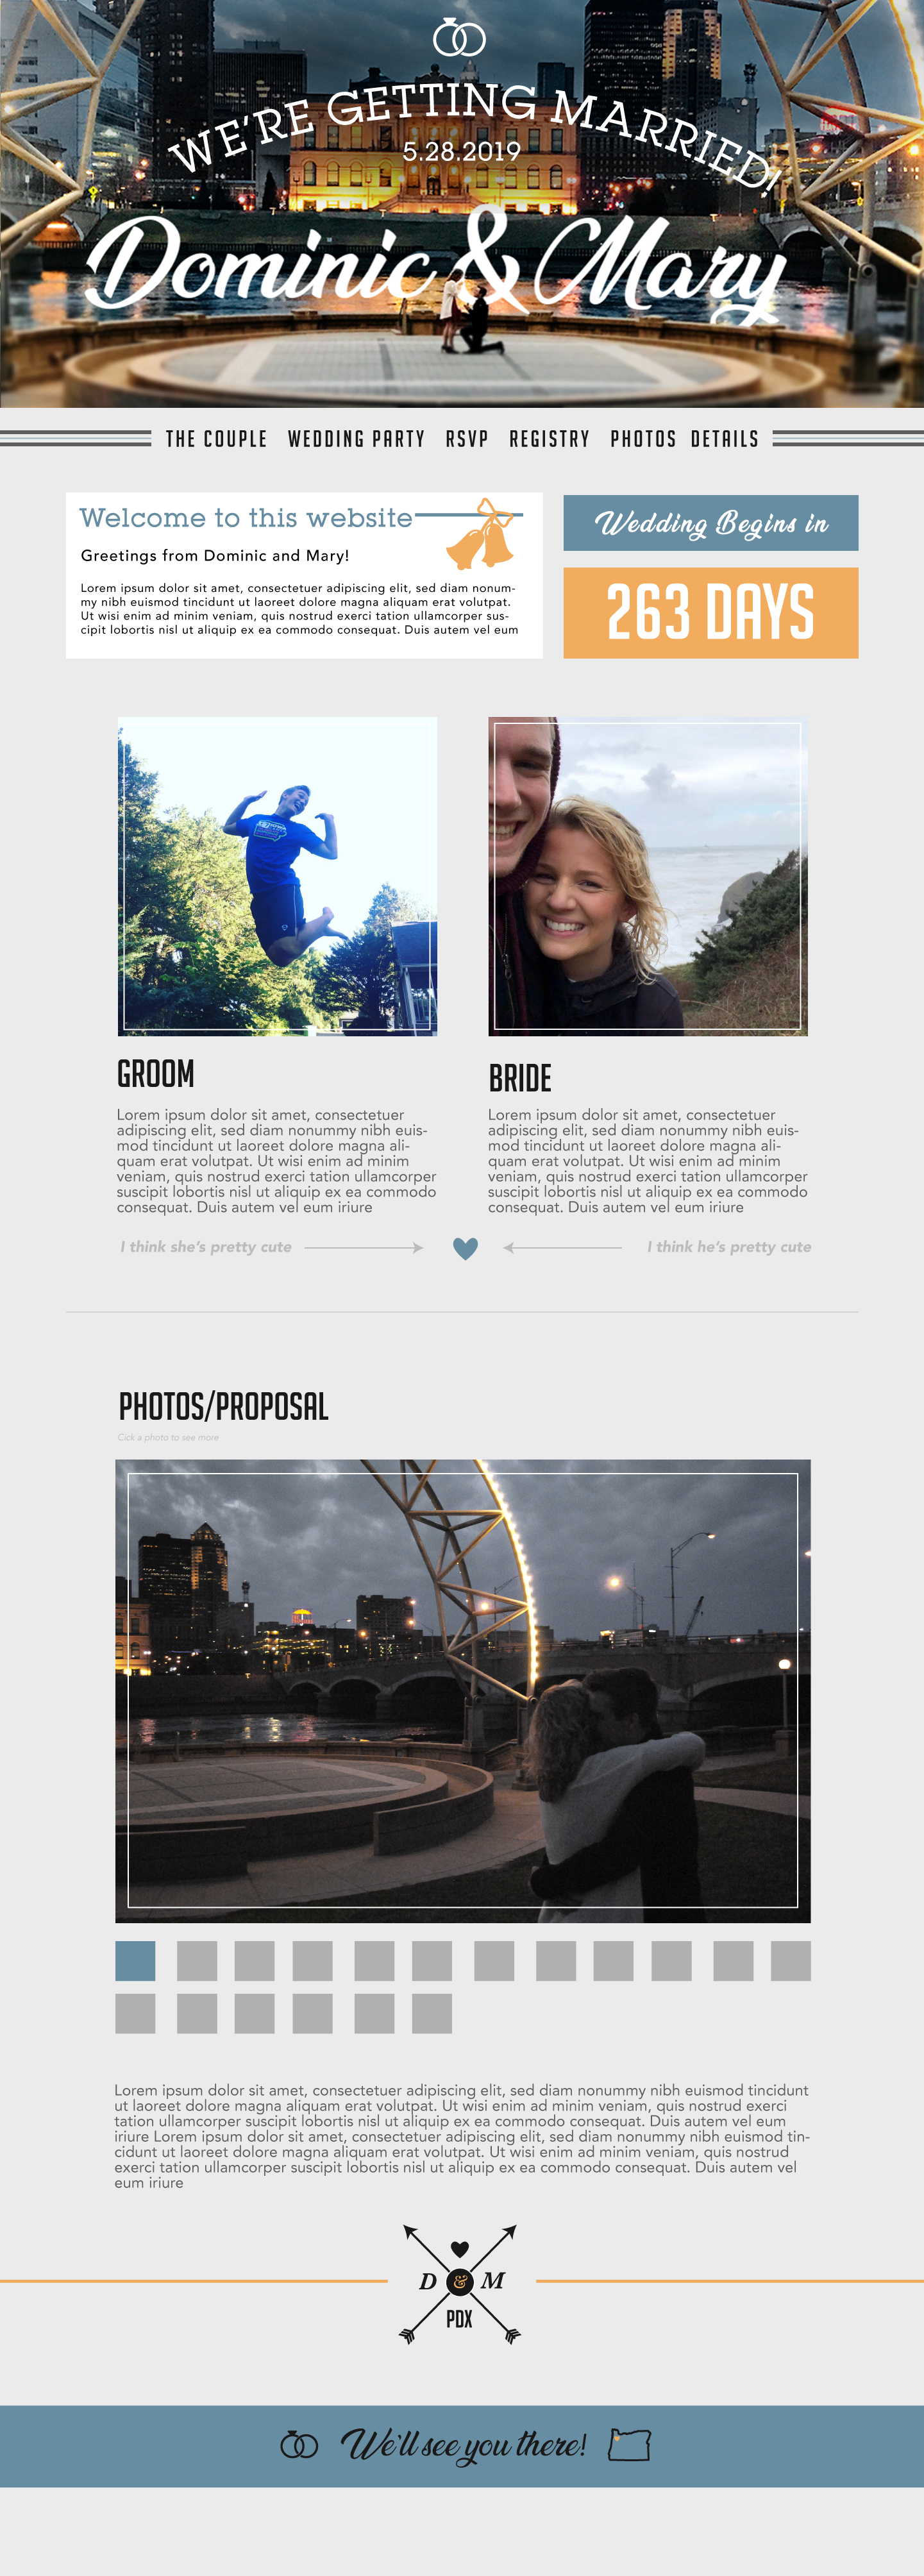 WE'RE GETTING MARRIED!
5.28.2019
Dominic & Mary
THE COUPLE WEDDING PARTY RSVP REGISTRY PHOTOS DETAILS
Welcome to this website
Greetings from Dominic and Mary!
Lorem ipsum dolor sit amet, consectetuer adipiscing elit, sed diam nonum-
my nibh euismod tincidunt ut laoreet dolore magna aliquam erat volutpat.
Ut wisi enim ad minim veniam, quis nostrud exerci tation ullamcorper sus-
cipit lobortis nisl ut aliquip ex ea commodo consequat. Duis autem vel eum
Wedding Begins in
263 DAYS
GROOM
Lorem ipsum dolor sit amet, consectetuer
adipiscing elit, sed diam nonummy nibh euis-
mod tincidunt ut laoreet dolore magna ali-
quam erat volutpat. Ut wisi enim ad minim
veniam, quis nostrud exerci tation ullamcorper
suscipit lobortis nisl ut aliquip ex ea commodo
consequat. Duis autem vel eum iriure
BRIDE
Lorem ipsum dolor sit amet, consectetuer
adipiscing elit, sed diam nonummy nibh euis-
mod tincidunt ut laoreet dolore magna ali-
quam erat volutpat. Ut wisi enim ad minim
veniam, quis nostrud exerci tation ullamcorper
suscipit lobortis nisl ut aliquip ex ea commodo
consequat. Duis autem vel eum iriure
I think she's pretty cute
I think he's pretty cute
PHOTOS/PROPOSAL
Cick a photo to see more
Lorem ipsum dolor sit amet, consectetuer adipiscing elit, sed diam nonummy nibh euismod tincidunt
ut laoreet dolore magna aliquam erat volutpat. Ut wisi enim ad minim veniam, quis nostrud exerci
tation ullamcorper suscipit lobortis nisl ut aliquip ex ea commodo consequat. Duis autem vel eum
iriure Lorem ipsum dolor sit amet, consectetuer adipiscing elit, sed diam nonummy nibh euismod tin-
cidunt ut laoreet dolore magna aliquam erat volutpat. Ut wisi enim ad minim veniam, quis nostrud
exerci tation ullamcorper suscipit lobortis nisl ut aliquip ex ea commodo consequat. Duis autem vel
eum iriure
D & M
PDX
We'll see you there!